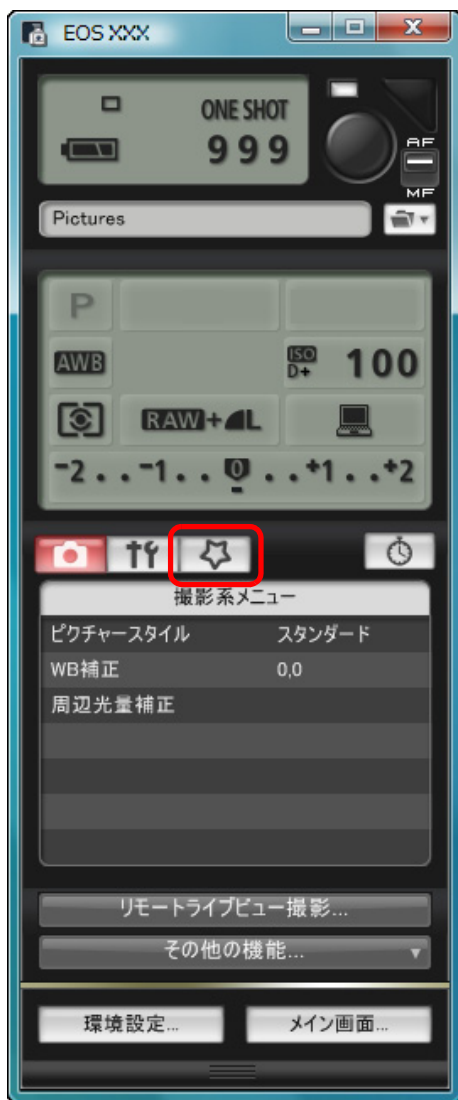 EOS XXX
ONE SHOT
999
AF
MF
Pictures
P
AWB
ISO D+ 100
RAW+L
-2..-1..0..+1..+2
撮影系メニュー
ピクチャースタイル スタンダード
WB補正 0,0
周辺光量補正
リモートライブビュー撮影...
その他の機能...
環境設定...
メイン画面...